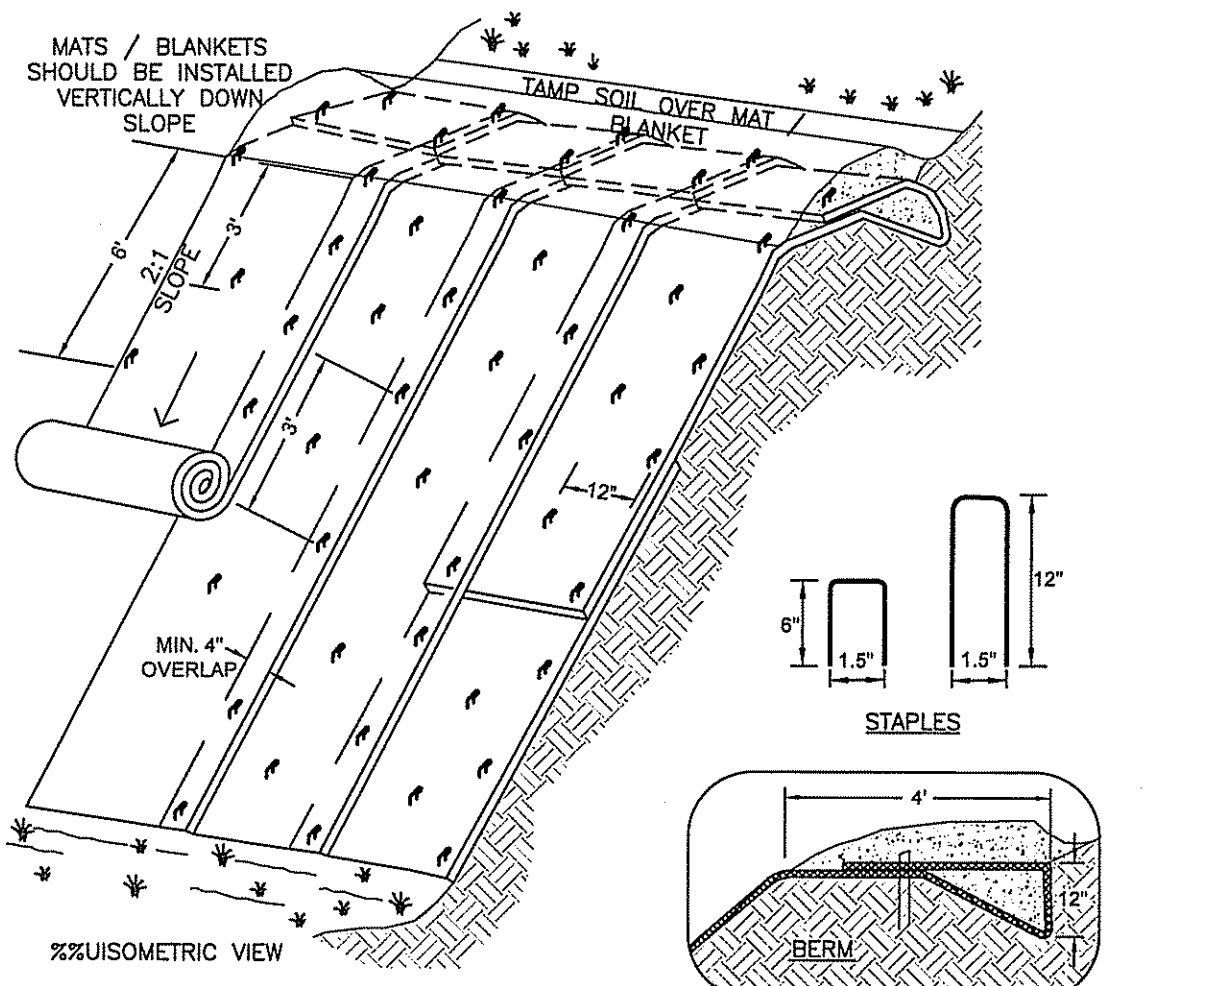 MATS / BLANKETS
SHOULD BE INSTALLED
VERTICALLY DOWN
SLOPE
TAMP SOIL OVER MAT /
BLANKET
6'
3'
2:1
SLOPE
3'
12"
MIN. 4"
OVERLAP
6"
1.5"
12"
1.5"
STAPLES
4'
12"
BERM
%%UISOMETRIC VIEW